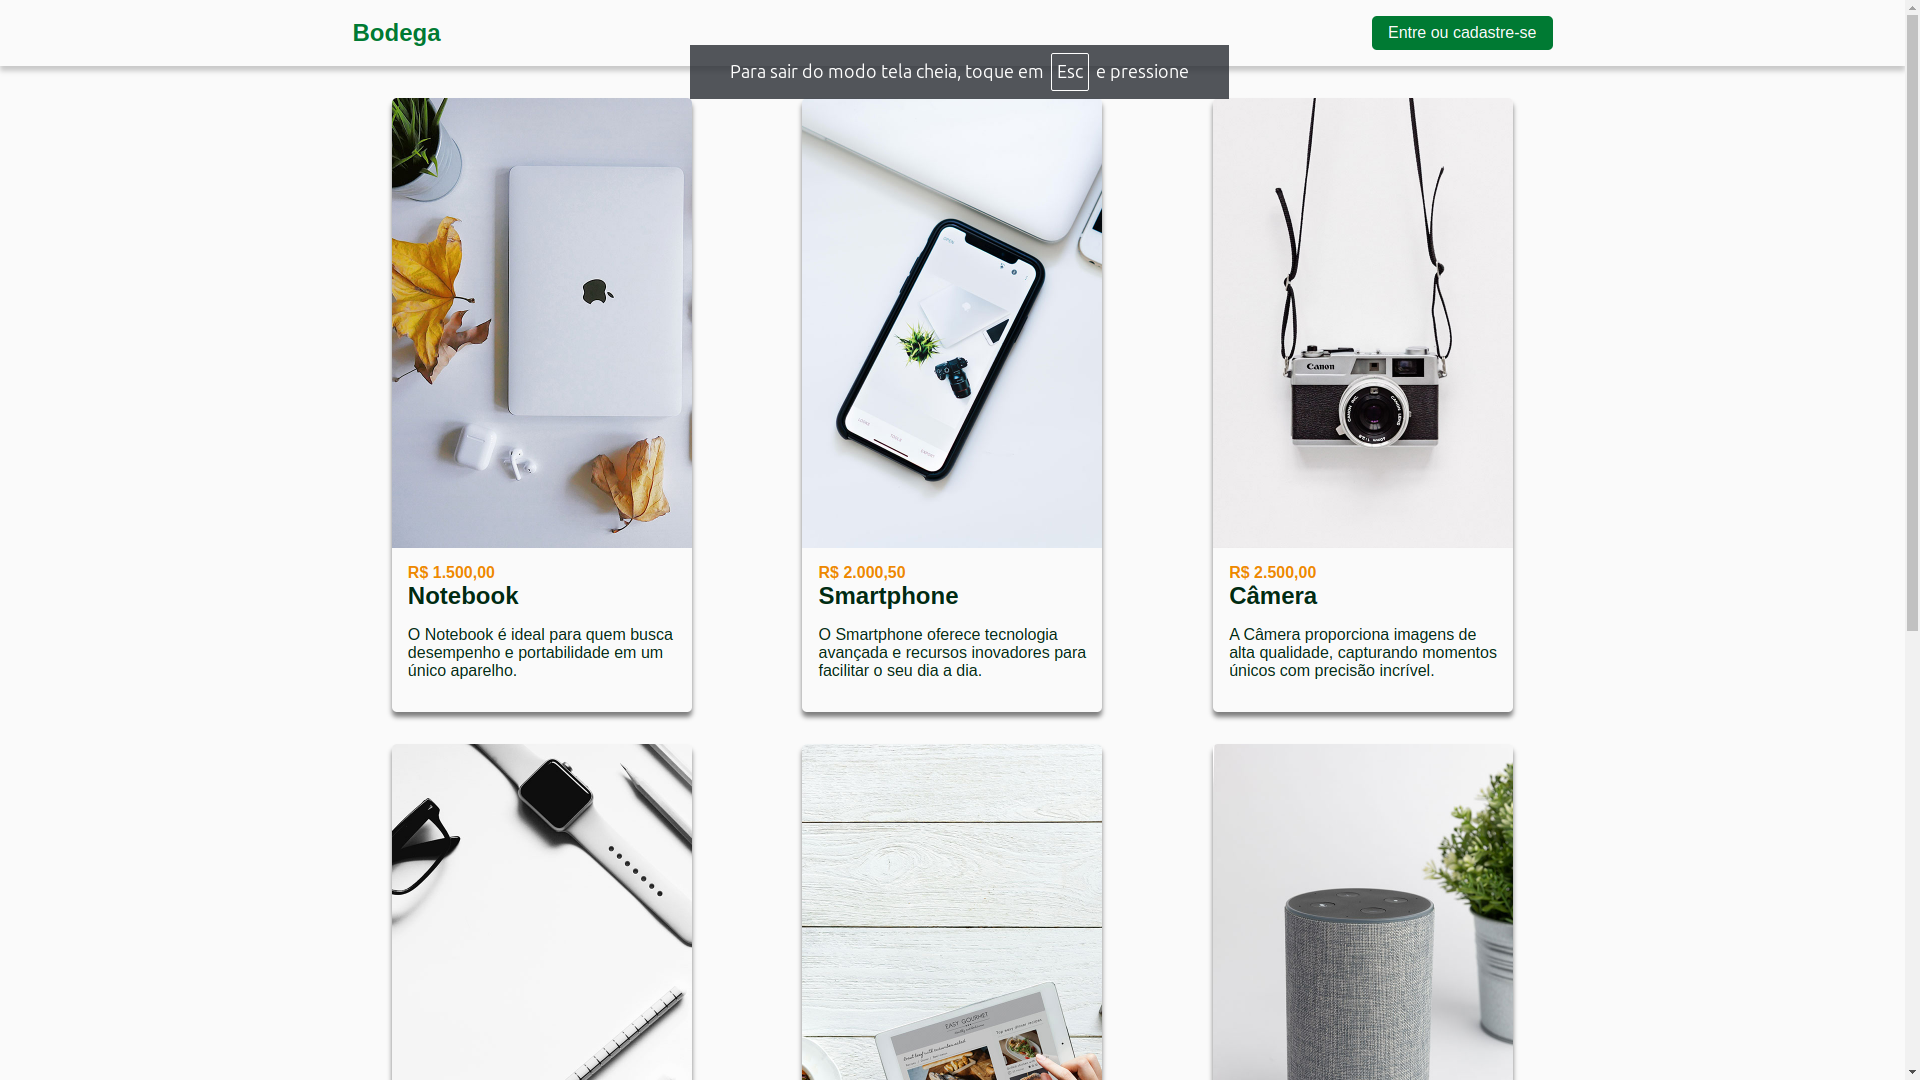 Bodega
Entre ou cadastre-se
Para sair do modo tela cheia, toque em Esc e pressione
Canon
R$ 1.500,00
Notebook
O Notebook é ideal para quem busca
desempenho e portabilidade em um
único aparelho.
R$ 2.000,50
Smartphone
O Smartphone oferece tecnologia
avançada e recursos inovadores para
facilitar o seu dia a dia.
R$ 2.500,00
Câmera
A Câmera proporciona imagens de
alta qualidade, capturando momentos
únicos com precisão incrível.
EASY GOURMET